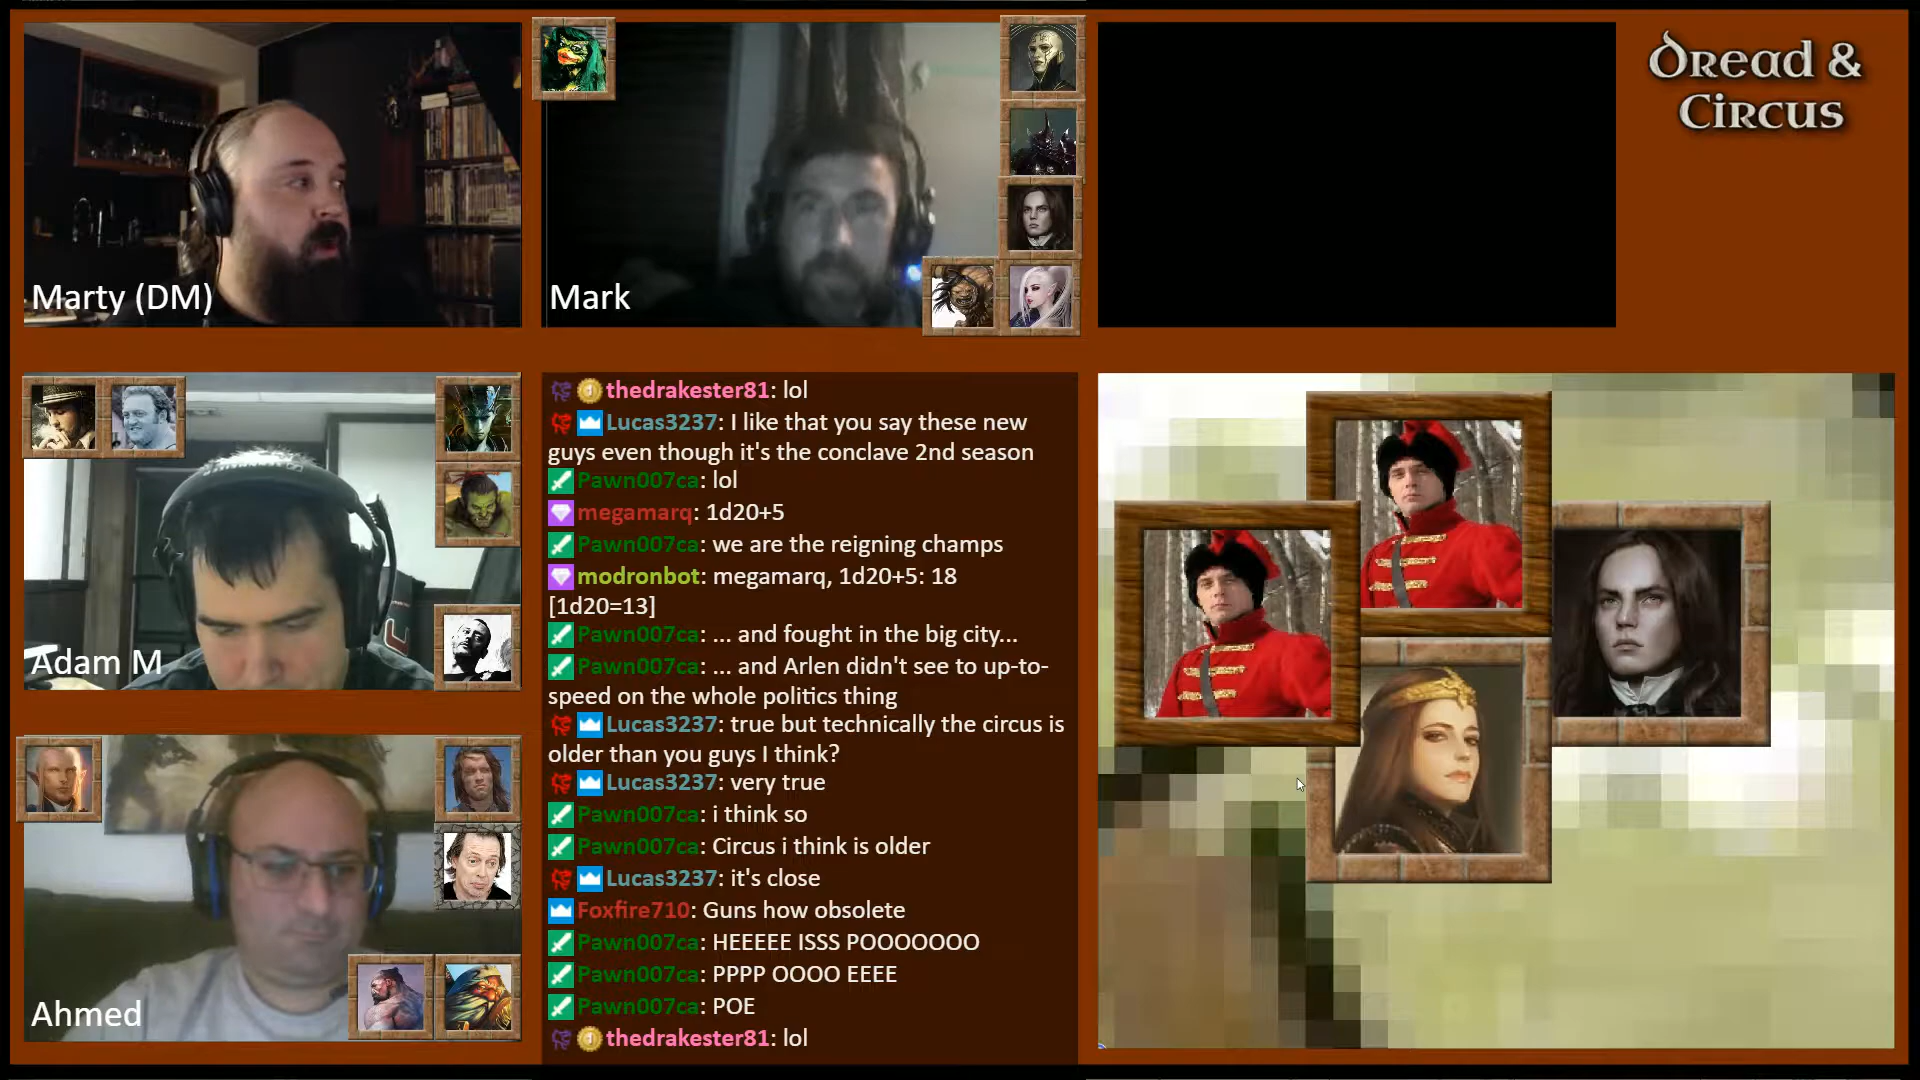 Dread &
Circus
Marty (DM)
Mark
Adam M
Ahmed
thedrakester81: lol
Lucas3237: I like that you say these new
guys even though it's the conclave 2nd season
Pawn007ca: lol
megamarq: 1d20+5
Pawn007ca: we are the reigning champs
modronbot: megamarq, 1d20+5: 18
[1d20=13]
Pawn007ca: ... and fought in the big city...
Pawn007ca: ... and Arlen didn't see to up-to-
speed on the whole politics thing
Lucas3237: true but technically the circus is
older than you guys I think?
Lucas3237: very true
Pawn007ca: i think so
Pawn007ca: Circus i think is older
Lucas3237: it's close
Foxfire710: Guns how obsolete
Pawn007ca: HEEEEE ISSS POOOOOOO
Pawn007ca: PPPP OOOO EEEE
Pawn007ca: POE
thedrakester81: lol